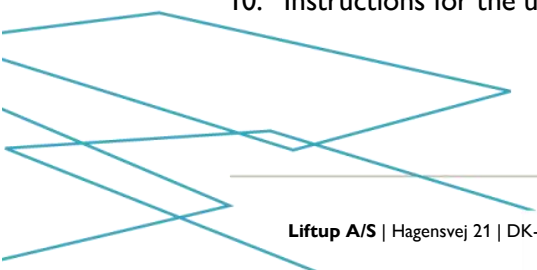 10. Instructions for the u
Liftup A/S | Hagensvej 21 | DK-